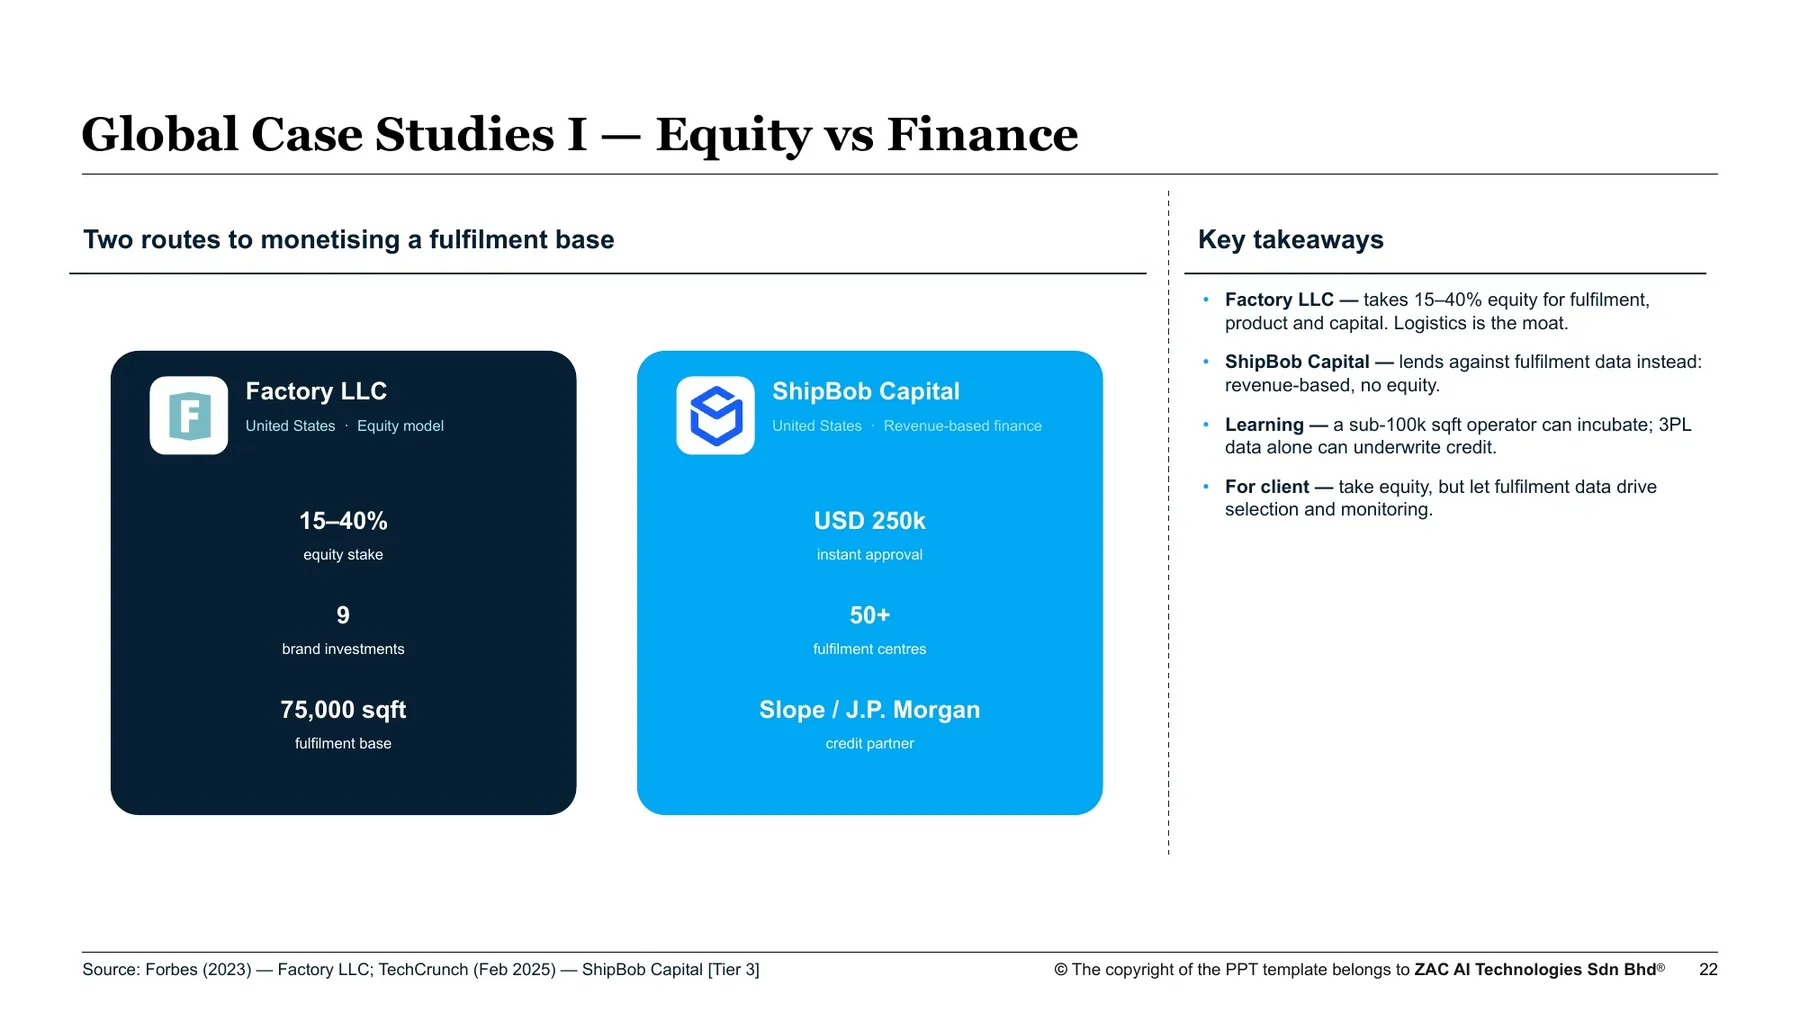 Global Case Studies I — Equity vs Finance
Two routes to monetising a fulfilment base
F
Factory LLC
United States · Equity model
15–40%
equity stake
9
brand investments
75,000 sqft
fulfilment base
ShipBob Capital
United States · Revenue-based finance
USD 250k
instant approval
50+
fulfilment centres
Slope / J.P. Morgan
credit partner
Key takeaways
• Factory LLC — takes 15–40% equity for fulfilment,
product and capital. Logistics is the moat.
• ShipBob Capital — lends against fulfilment data instead:
revenue-based, no equity.
• Learning — a sub-100k sqft operator can incubate; 3PL
data alone can underwrite credit.
• For client — take equity, but let fulfilment data drive
selection and monitoring.
Source: Forbes (2023) — Factory LLC; TechCrunch (Feb 2025) — ShipBob Capital [Tier 3]
© The copyright of the PPT template belongs to ZAC AI Technologies Sdn Bhd® 22